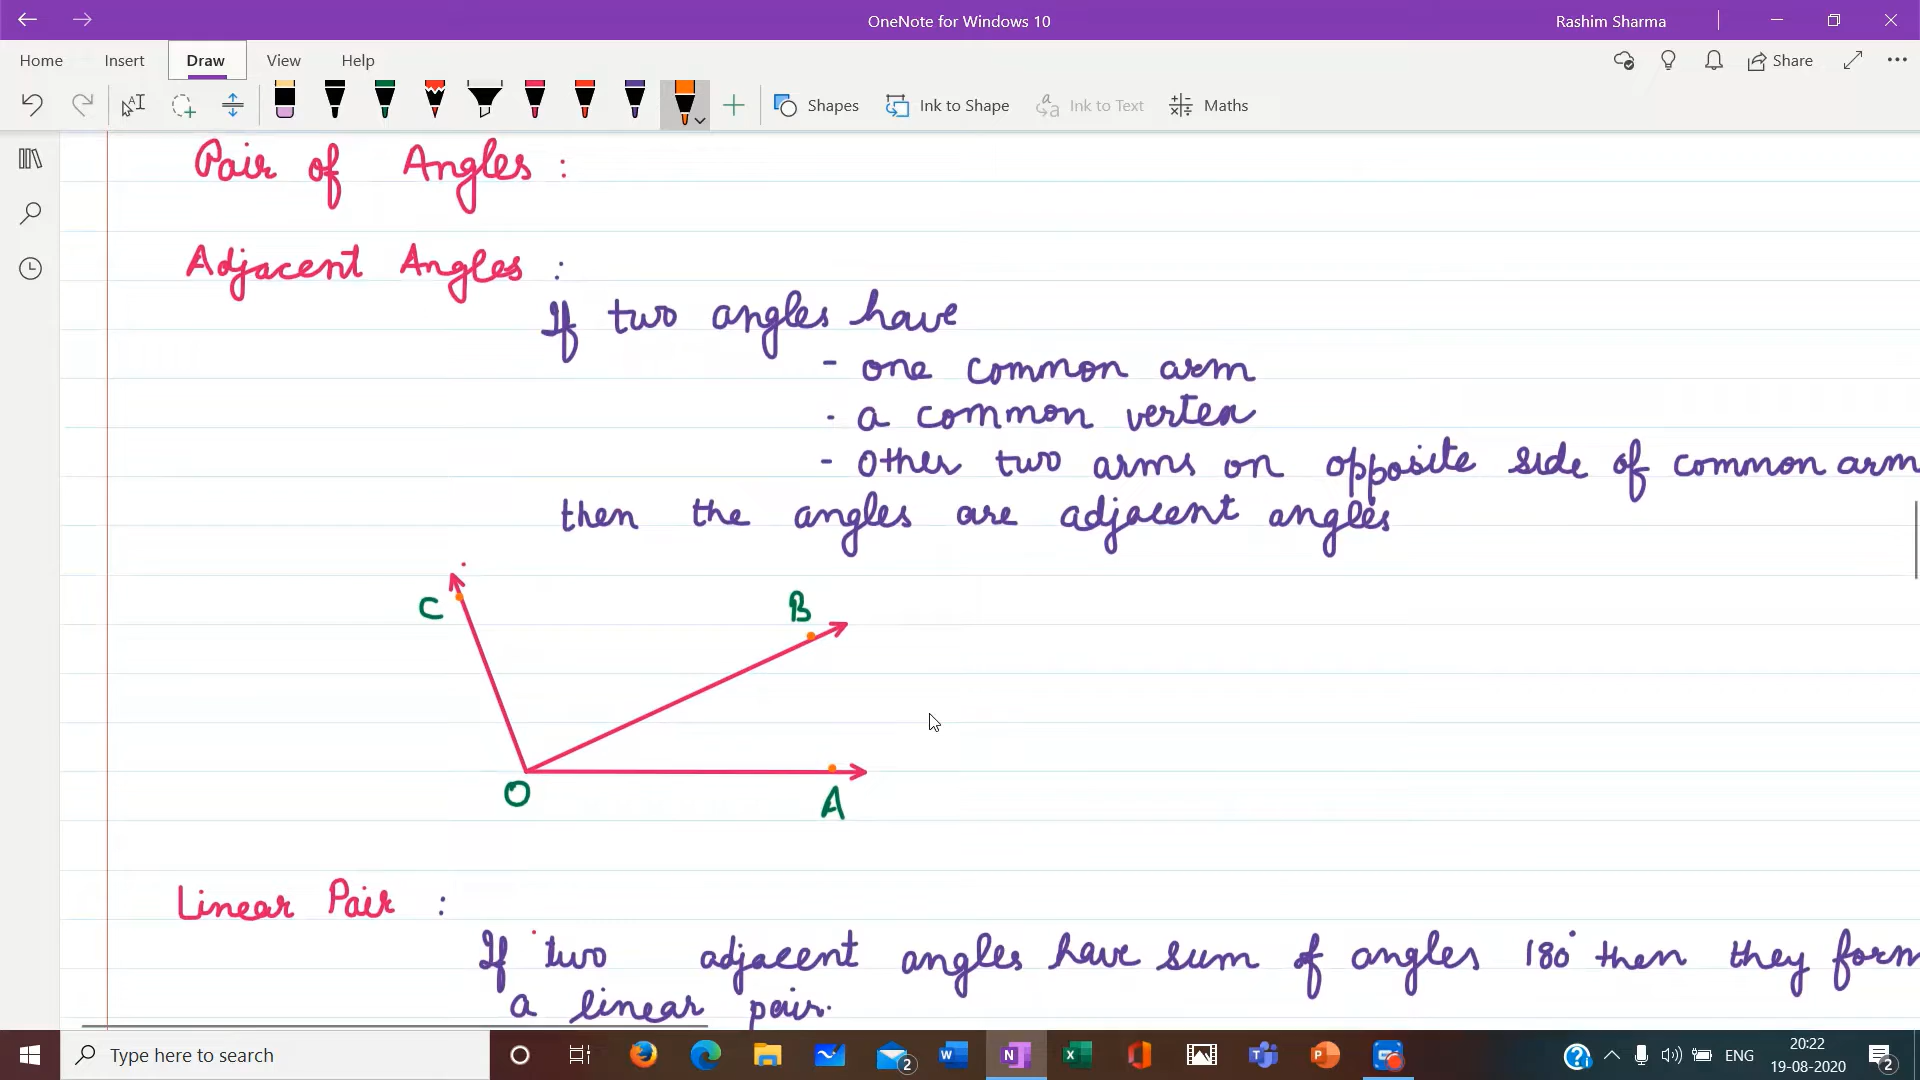 OneNote for Windows 10
Rashim Sharma
Home Insert Draw View Help
Share
Shapes Ink to Shape Ink to Text Maths
Pair of Angles :
Adjacent Angles :
If two angles have
- one common arm
- a common vertex
- Other two arms on opposite side of common arm
then the angles are adjacent angles
C
B
O
A
Linear Pair :
If two adjacent angles have sum of angles 180° then they form
a linear pair.
Type here to search
2
ENG
20:22
19-08-2020
2